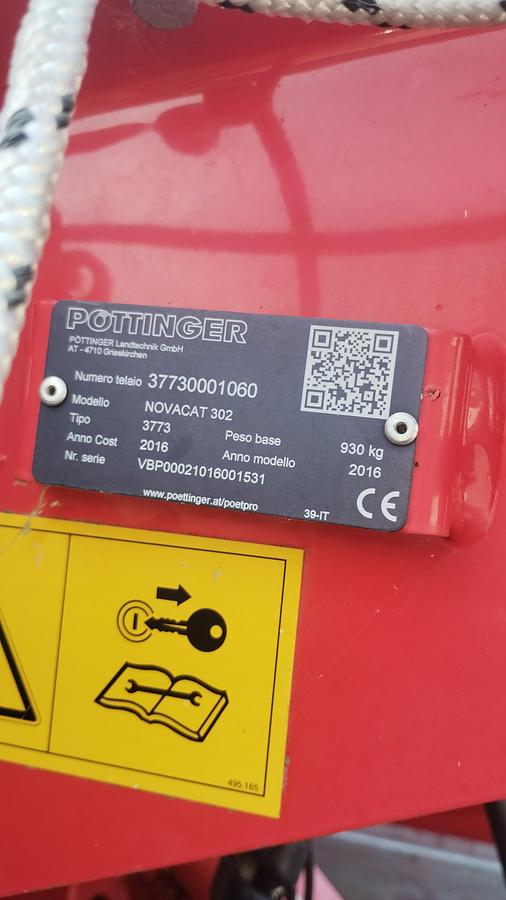 PÖTTINGER
PÖTTINGER Landtechnik GmbH
AT - 4710 Grieskirchen
Numero telaio 37730001060
Modello NOVACAT 302
Tipo 3773 Peso base 930 kg
Anno Cost 2016 Anno modello 2016
Nr. serie VBP00021016001531
www.poettinger.at/poetpro 39-IT CE
495.165